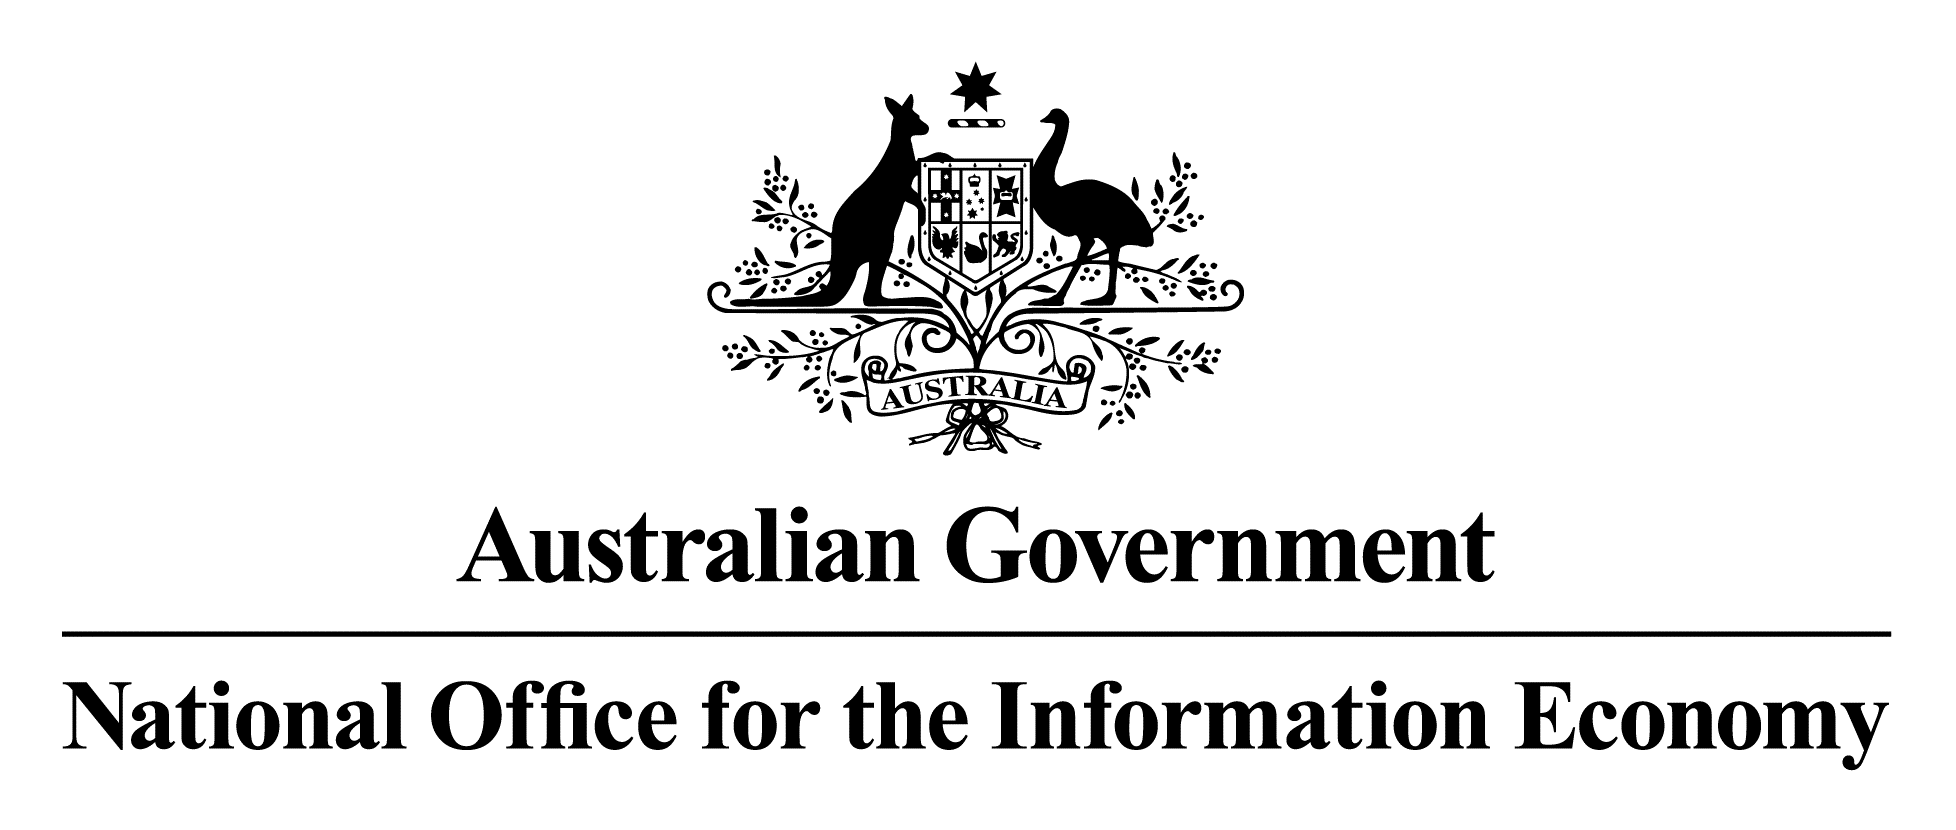 AUSTRALIA
Australian Government
National Office for the Information Economy